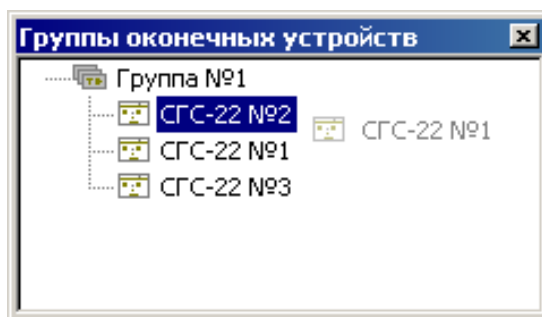 Группы оконечных устройств
Группа №1
СГС-22 №2
СГС-22 №1
СГС-22 №1
СГС-22 №3